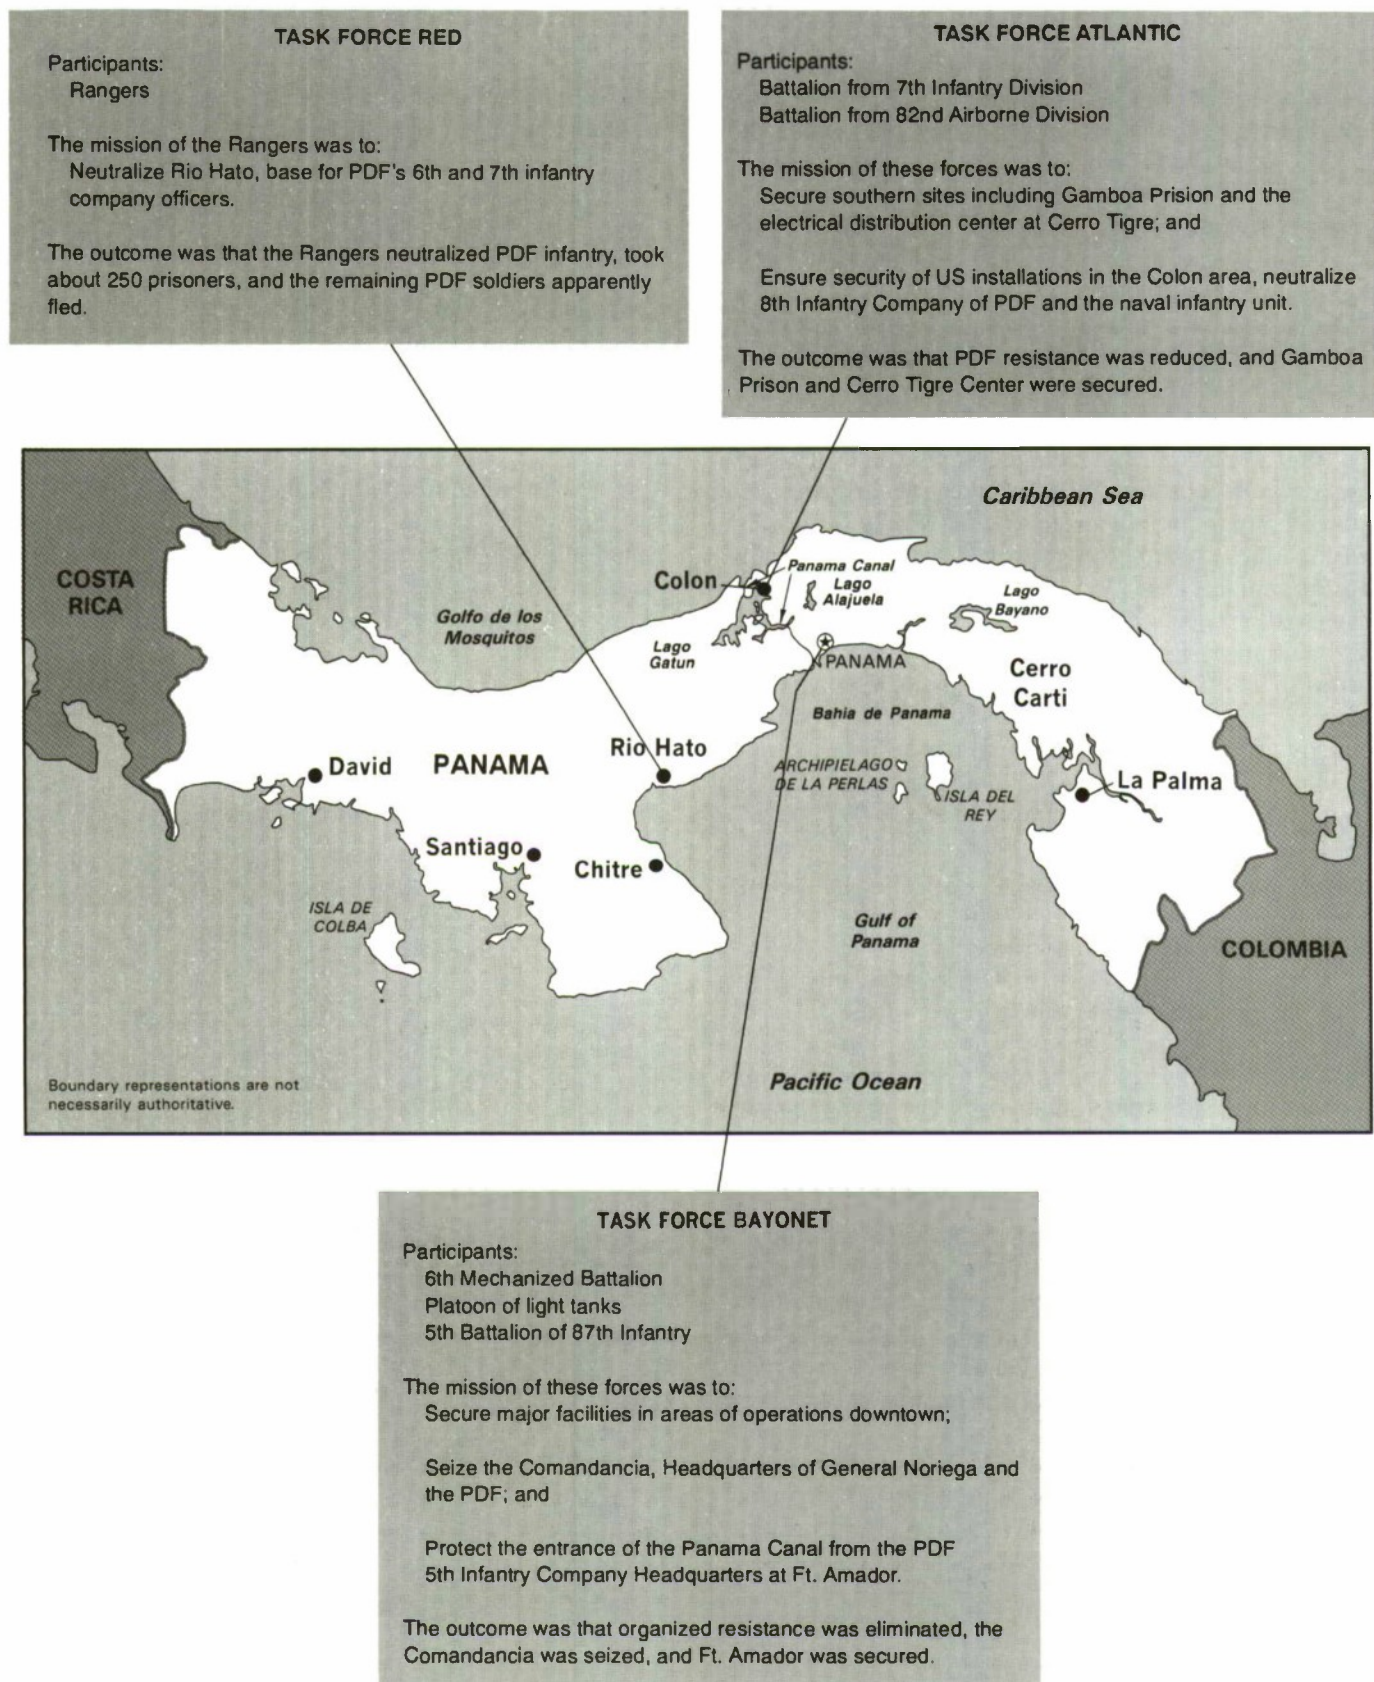 TASK FORCE RED
Participants:
Rangers
The mission of the Rangers was to:
Neutralize Rio Hato, base for PDF's 6th and 7th infantry
company officers.
The outcome was that the Rangers neutralized PDF infantry, took
about 250 prisoners, and the remaining PDF soldiers apparently
fled.
TASK FORCE ATLANTIC
Participants:
Battalion from 7th Infantry Division
Battalion from 82nd Airborne Division
The mission of these forces was to:
Secure southern sites including Gamboa Prision and the
electrical distribution center at Cerro Tigre; and
Ensure security of US installations in the Colon area, neutralize
8th Infantry Company of PDF and the naval infantry unit.
The outcome was that PDF resistance was reduced, and Gamboa
Prison and Cerro Tigre Center were secured.
Caribbean Sea
COSTA
RICA
Golfo de los
Mosquitos
Colon
Panama Canal
Lago
Alajuela
Lago
Bayano
Lago
Gatun
PANAMA
Cerro
Carti
Bahia de Panama
David
PANAMA
Rio Hato
ARCHIPIELAGO
DE LA PERLAS
ISLA DEL
REY
La Palma
Santiago
Chitre
ISLA DE
COLBA
Gulf of
Panama
COLOMBIA
Pacific Ocean
Boundary representations are not
necessarily authoritative.
TASK FORCE BAYONET
Participants:
6th Mechanized Battalion
Platoon of light tanks
5th Battalion of 87th Infantry
The mission of these forces was to:
Secure major facilities in areas of operations downtown;
Seize the Comandancia, Headquarters of General Noriega and
the PDF; and
Protect the entrance of the Panama Canal from the PDF
5th Infantry Company Headquarters at Ft. Amador.
The outcome was that organized resistance was eliminated, the
Comandancia was seized, and Ft. Amador was secured.